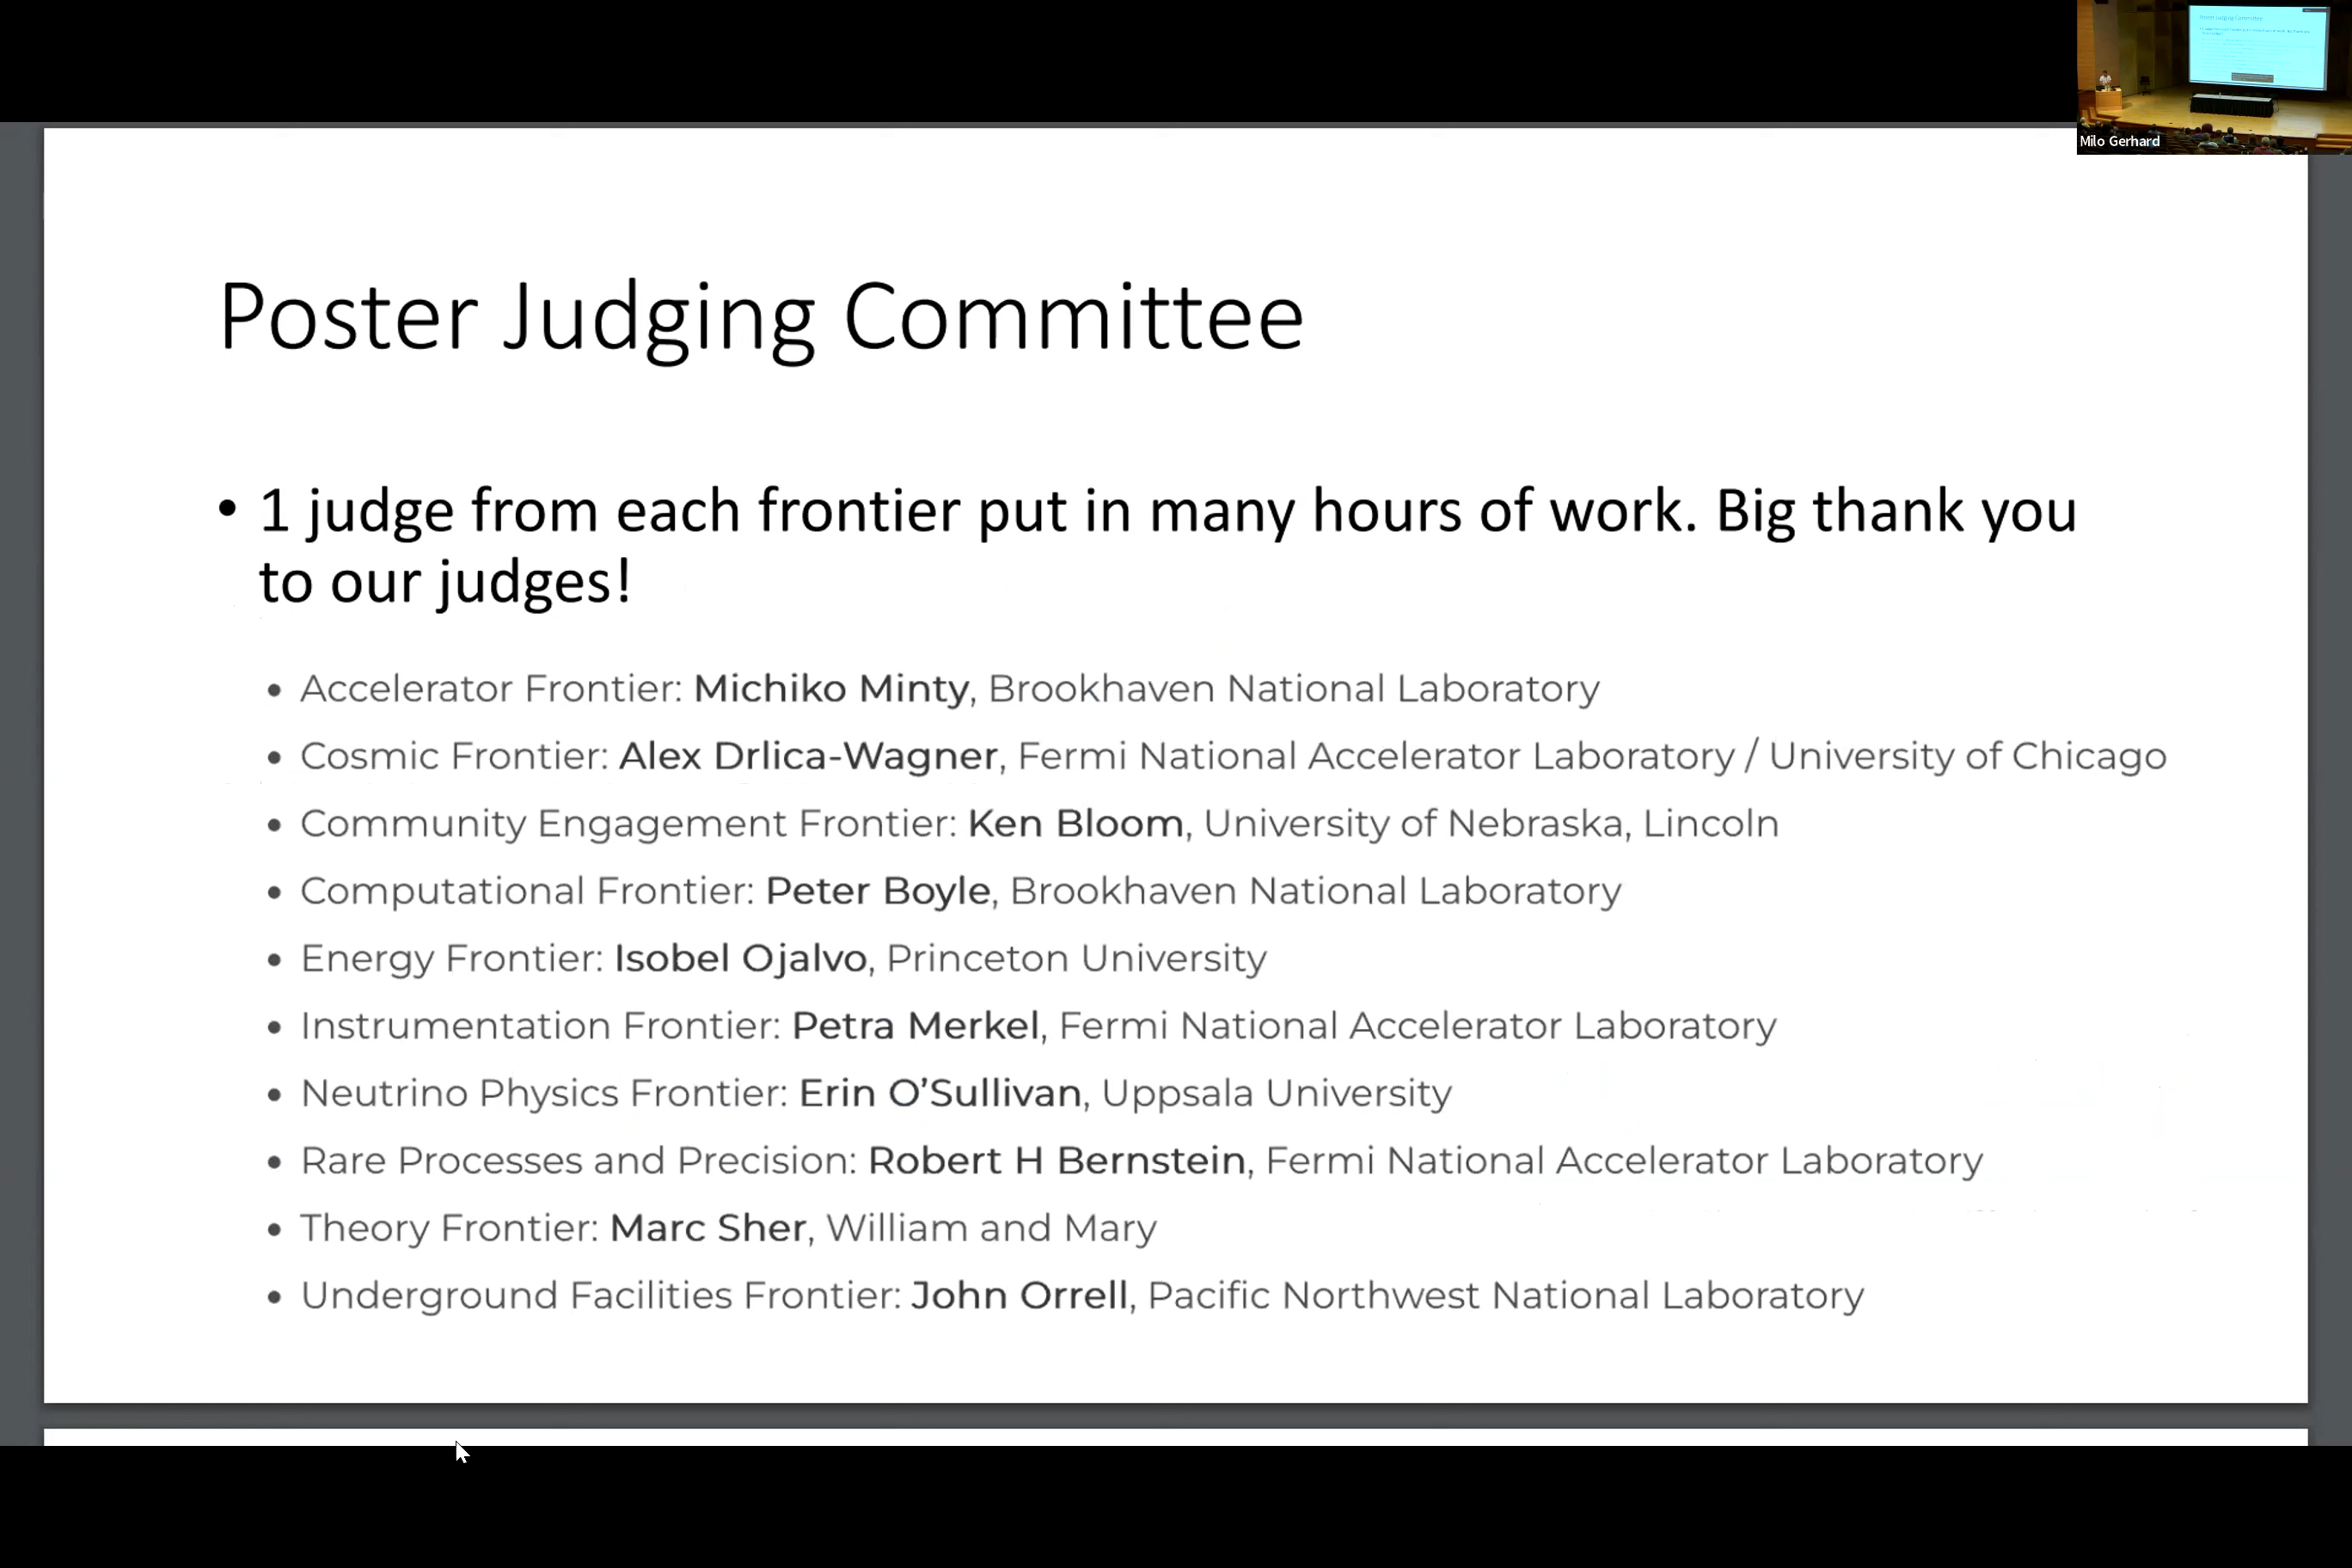 Milo Gerhard
Poster Judging Committee
• 1 judge from each frontier put in many hours of work. Big thank you
to our judges!
• Accelerator Frontier: Michiko Minty, Brookhaven National Laboratory
• Cosmic Frontier: Alex Drlica-Wagner, Fermi National Accelerator Laboratory / University of Chicago
• Community Engagement Frontier: Ken Bloom, University of Nebraska, Lincoln
• Computational Frontier: Peter Boyle, Brookhaven National Laboratory
• Energy Frontier: Isobel Ojalvo, Princeton University
• Instrumentation Frontier: Petra Merkel, Fermi National Accelerator Laboratory
• Neutrino Physics Frontier: Erin O’Sullivan, Uppsala University
• Rare Processes and Precision: Robert H Bernstein, Fermi National Accelerator Laboratory
• Theory Frontier: Marc Sher, William and Mary
• Underground Facilities Frontier: John Orrell, Pacific Northwest National Laboratory